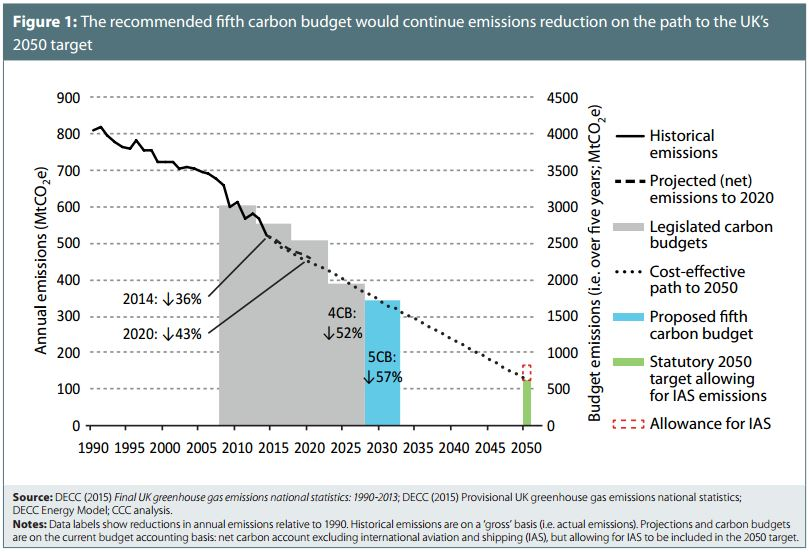 Figure 1: The recommended fifth carbon budget would continue emissions reduction on the path to the UK's
2050 target
900
800
700
600
500
400
300
200
100
0
Annual emissions (MtCO2e)
2014: ↓36%
2020: ↓43%
4CB:
↓52%
5CB:
↓57%
1990 1995 2000 2005 2010 2015 2020 2025 2030 2035 2040 2045 2050
4500
4000
3500
3000
2500
2000
1500
1000
500
0
Budget emissions (i.e. over five years; MtCO2e)
Historical
emissions
Projected (net)
emissions to 2020
Legislated carbon
budgets
Cost-effective
path to 2050
Proposed fifth
carbon budget
Statutory 2050
target allowing
for IAS emissions
Allowance for IAS
Source: DECC (2015) Final UK greenhouse gas emissions national statistics: 1990-2013; DECC (2015) Provisional UK greenhouse gas emissions national statistics;
DECC Energy Model; CCC analysis.
Notes: Data labels show reductions in annual emissions relative to 1990. Historical emissions are on a 'gross' basis (i.e. actual emissions). Projections and carbon budgets
are on the current budget accounting basis: net carbon account excluding international aviation and shipping (IAS), but allowing for IAS to be included in the 2050 target.